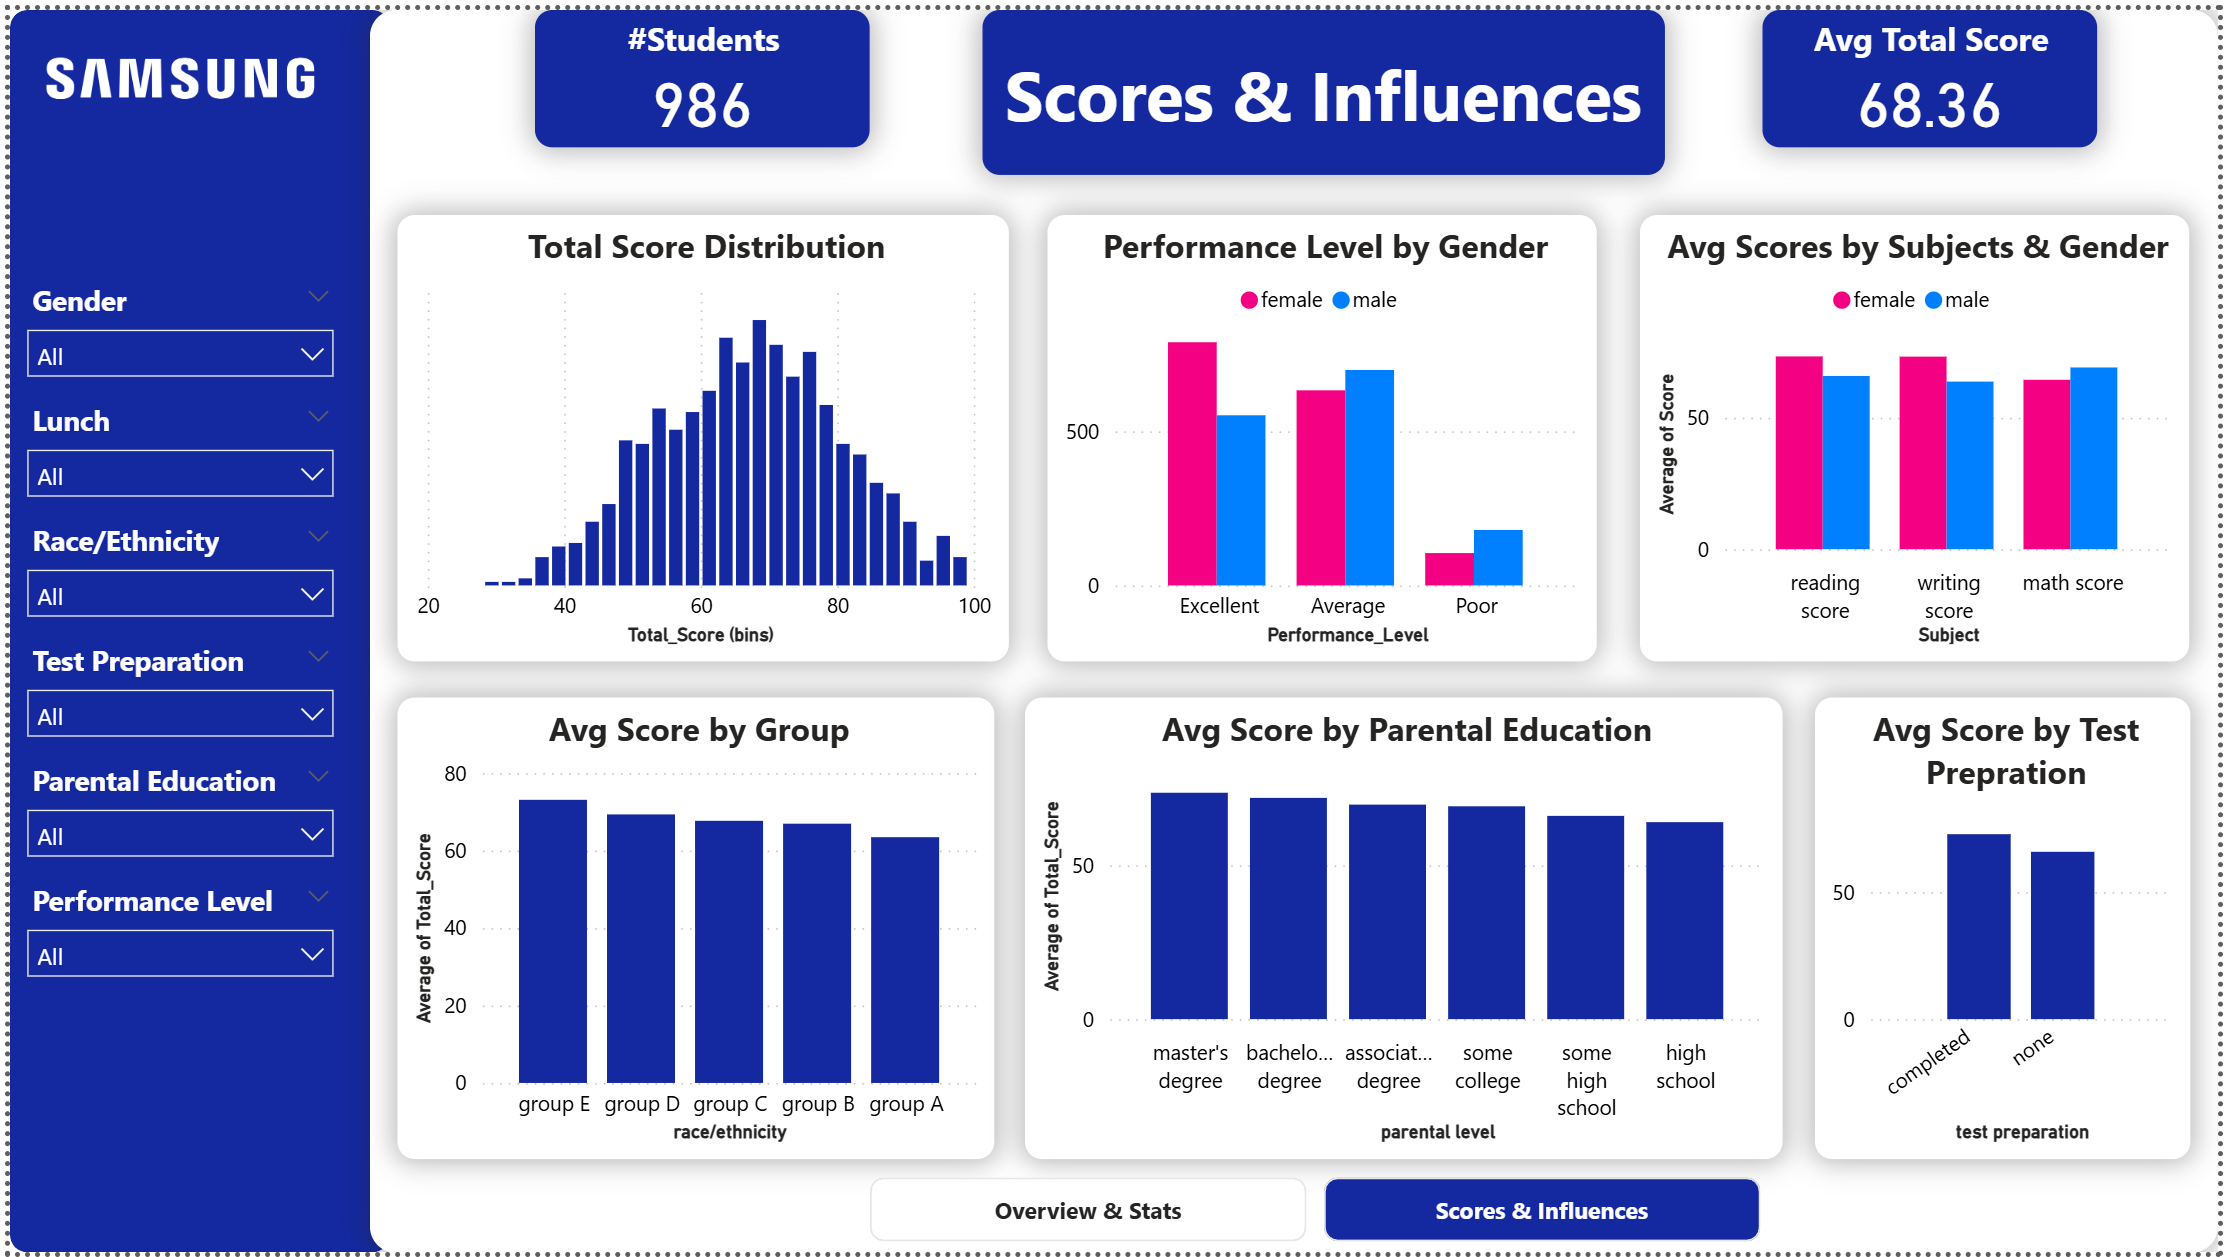 SAMSUNG
#Students
986
Scores & Influences
Avg Total Score
68.36
Gender
All
Lunch
All
Race/Ethnicity
All
Test Preparation
All
Parental Education
All
Performance Level
All
Total Score Distribution
20 40 60 80 100
Total_Score (bins)
Performance Level by Gender
female male
500
0
Excellent Average Poor
Performance_Level
Avg Scores by Subjects & Gender
female male
Average of Score
50
0
reading writing math score
score score
Subject
Avg Score by Group
Average of Total_Score
80
60
40
20
0
group E group D group C group B group A
race/ethnicity
Avg Score by Parental Education
Average of Total_Score
50
0
master's bachelo... associat... some some high
degree degree degree college high school
school
parental level
Avg Score by Test
Prepration
50
0
completed none
test preparation
Overview & Stats
Scores & Influences